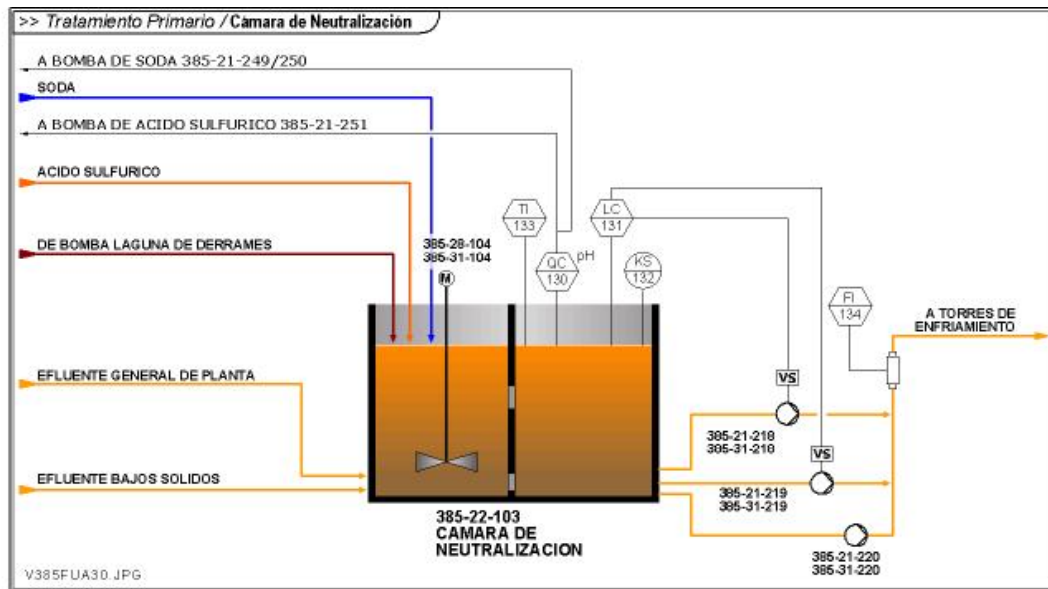 >> Tratamiento Primario / Càmara de Neutralización
A BOMBA DE SODA 385-21-249/250
SODA
A BOMBA DE ACIDO SULFURICO 385-21-251
ACIDO SULFURICO
DE BOMBA LAGUNA DE DERRAMES
385-28-104
385-31-104
M
TI
133
LC
131
QC
130
pH
KS
132
FI
134
A TORRES DE
ENFRIAMIENTO
EFLUENTE GENERAL DE PLANTA
VS
385-21-218
385-31-218
VS
EFLUENTE BAJOS SOLIDOS
385-21-219
385-31-219
385-22-103
CAMARA DE
NEUTRALIZACION
385-21-220
385-31-220
V385FUA30.JPG